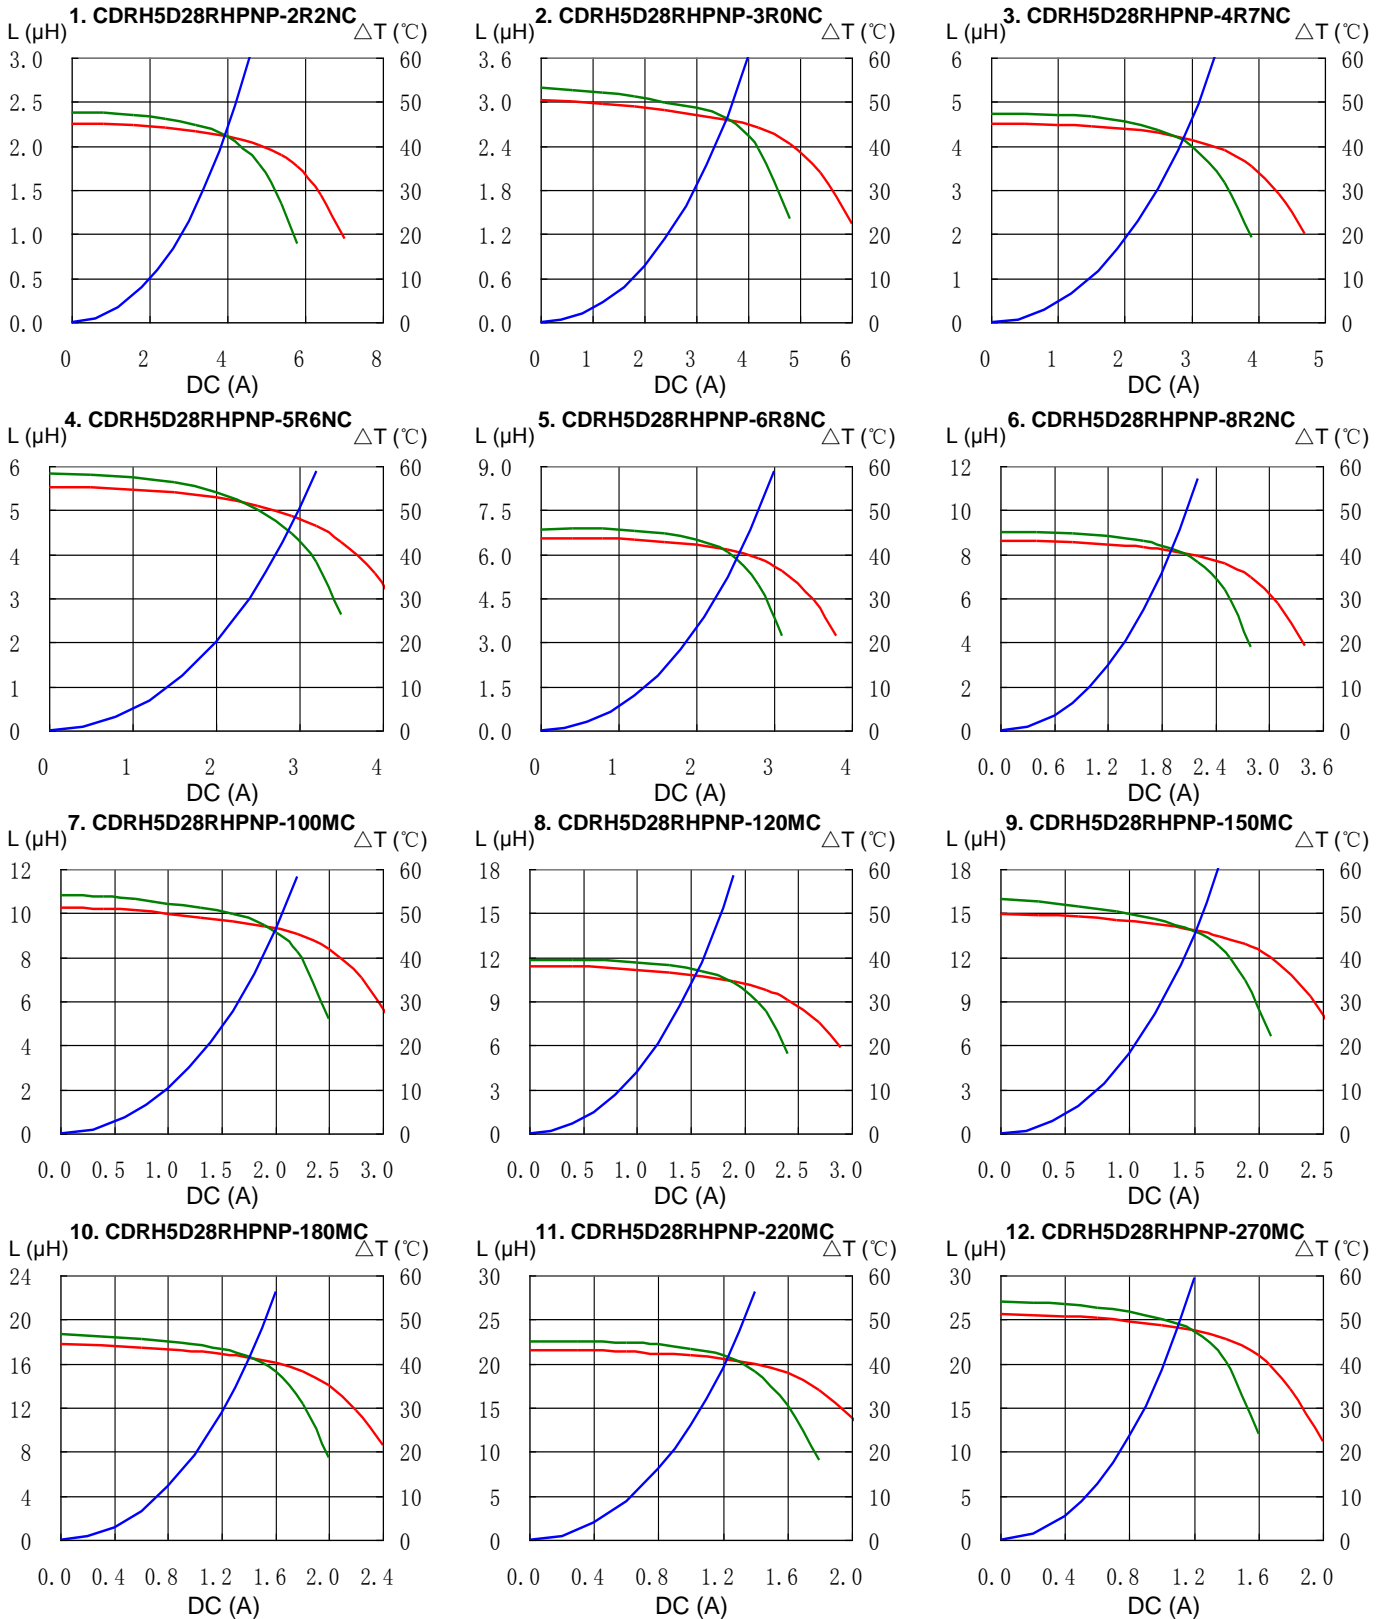 1. CDRH5D28RHPNP-2R2NC
L (µH) △T (℃)
3.0 60
2.5 50
2.0 40
1.5 30
1.0 20
0.5 10
0.0 0
0 2 4 6 8
DC (A)
2. CDRH5D28RHPNP-3R0NC
L (µH) △T (℃)
3.6 60
3.0 50
2.4 40
1.8 30
1.2 20
0.6 10
0.0 0
0 1 2 3 4 5 6
DC (A)
3. CDRH5D28RHPNP-4R7NC
L (µH) △T (℃)
6 60
5 50
4 40
3 30
2 20
1 10
0 0
0 1 2 3 4 5
DC (A)
4. CDRH5D28RHPNP-5R6NC
L (µH) △T (℃)
6 60
5 50
4 40
3 30
2 20
1 10
0 0
0 1 2 3 4
DC (A)
5. CDRH5D28RHPNP-6R8NC
L (µH) △T (℃)
9.0 60
7.5 50
6.0 40
4.5 30
3.0 20
1.5 10
0.0 0
0 1 2 3 4
DC (A)
6. CDRH5D28RHPNP-8R2NC
L (µH) △T (℃)
12 60
10 50
8 40
6 30
4 20
2 10
0 0
0.0 0.6 1.2 1.8 2.4 3.0 3.6
DC (A)
7. CDRH5D28RHPNP-100MC
L (µH) △T (℃)
12 60
10 50
8 40
6 30
4 20
2 10
0 0
0.0 0.5 1.0 1.5 2.0 2.5 3.0
DC (A)
8. CDRH5D28RHPNP-120MC
L (µH) △T (℃)
18 60
15 50
12 40
9 30
6 20
3 10
0 0
0.0 0.5 1.0 1.5 2.0 2.5 3.0
DC (A)
9. CDRH5D28RHPNP-150MC
L (µH) △T (℃)
18 60
15 50
12 40
9 30
6 20
3 10
0 0
0.0 0.5 1.0 1.5 2.0 2.5
DC (A)
10. CDRH5D28RHPNP-180MC
L (µH) △T (℃)
24 60
20 50
16 40
12 30
8 20
4 10
0 0
0.0 0.4 0.8 1.2 1.6 2.0 2.4
DC (A)
11. CDRH5D28RHPNP-220MC
L (µH) △T (℃)
30 60
25 50
20 40
15 30
10 20
5 10
0 0
0.0 0.4 0.8 1.2 1.6 2.0
DC (A)
12. CDRH5D28RHPNP-270MC
L (µH) △T (℃)
30 60
25 50
20 40
15 30
10 20
5 10
0 0
0.0 0.4 0.8 1.2 1.6 2.0
DC (A)